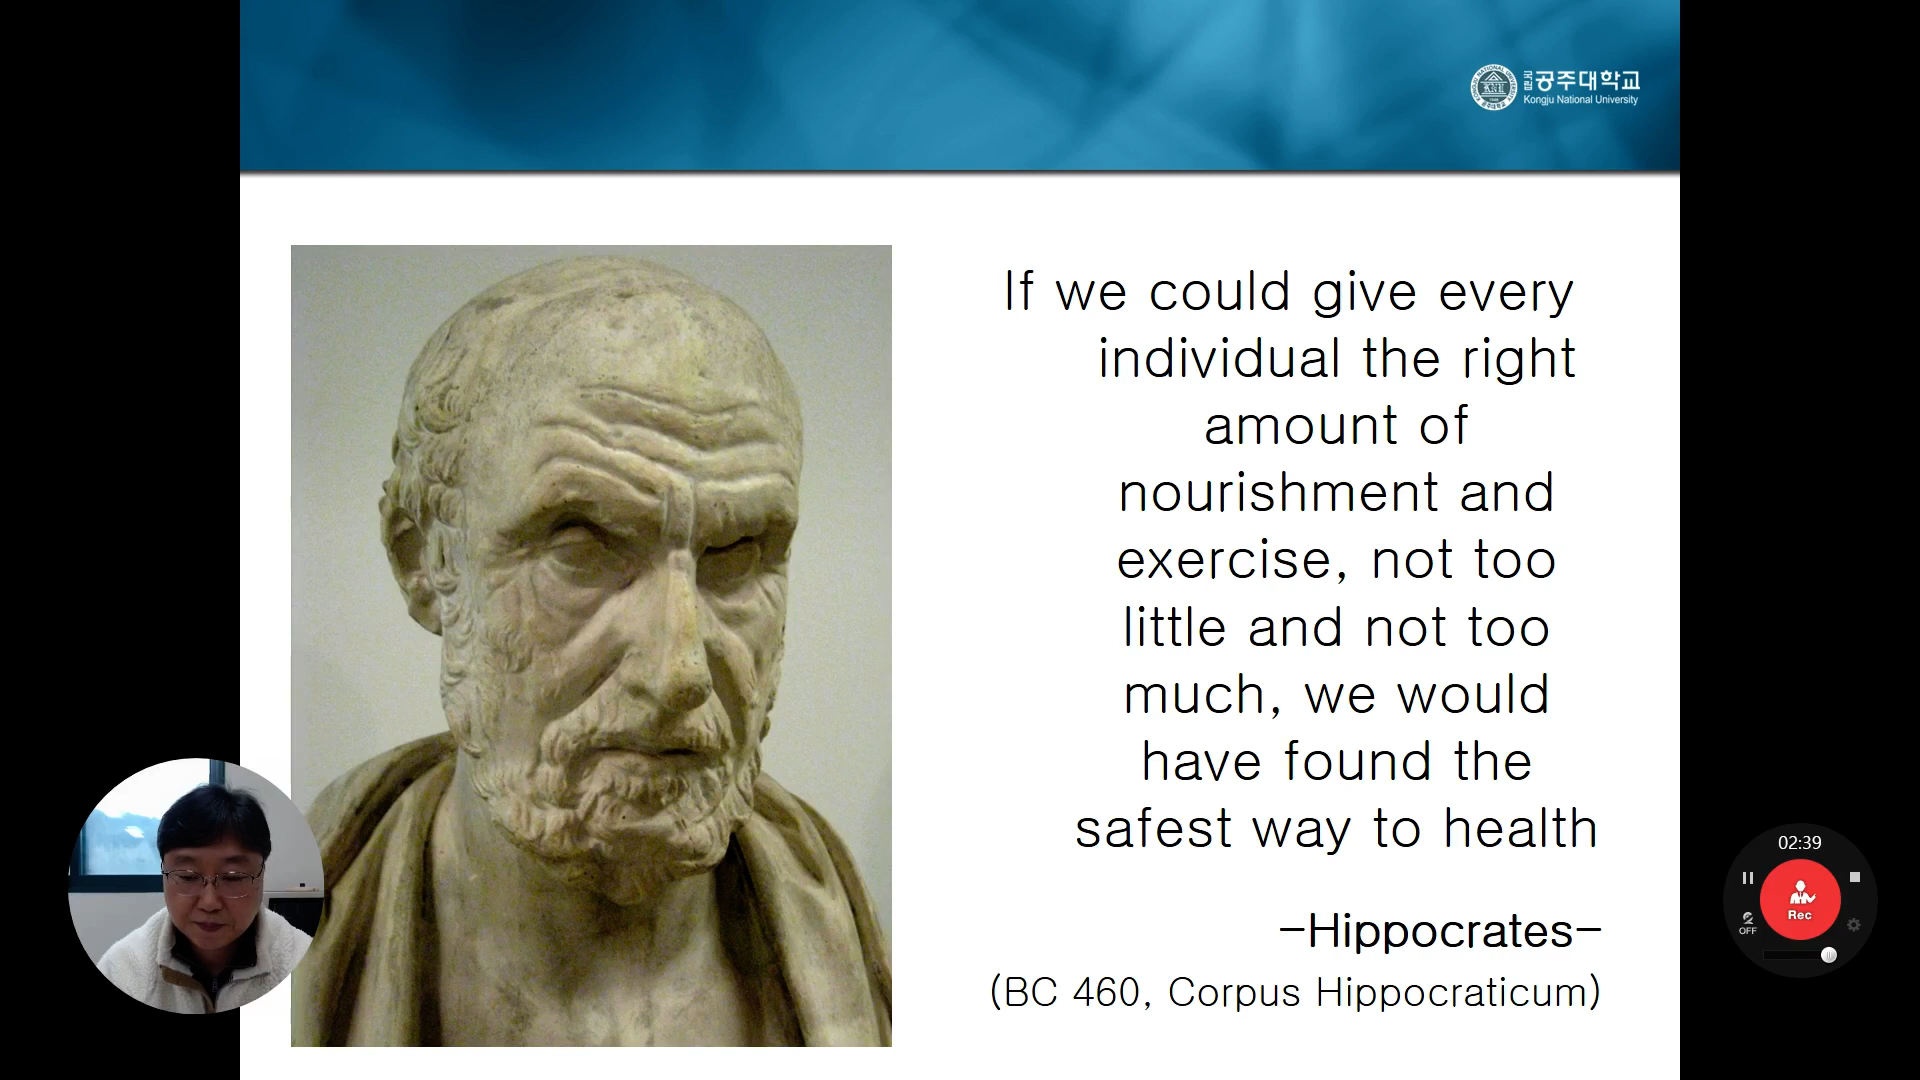 국립공주대학교
Kongju National University
If we could give every
individual the right
amount of
nourishment and
exercise, not too
little and not too
much, we would
have found the
safest way to health
-Hippocrates-
(BC 460, Corpus Hippocraticum)
02:39
Rec
OFF